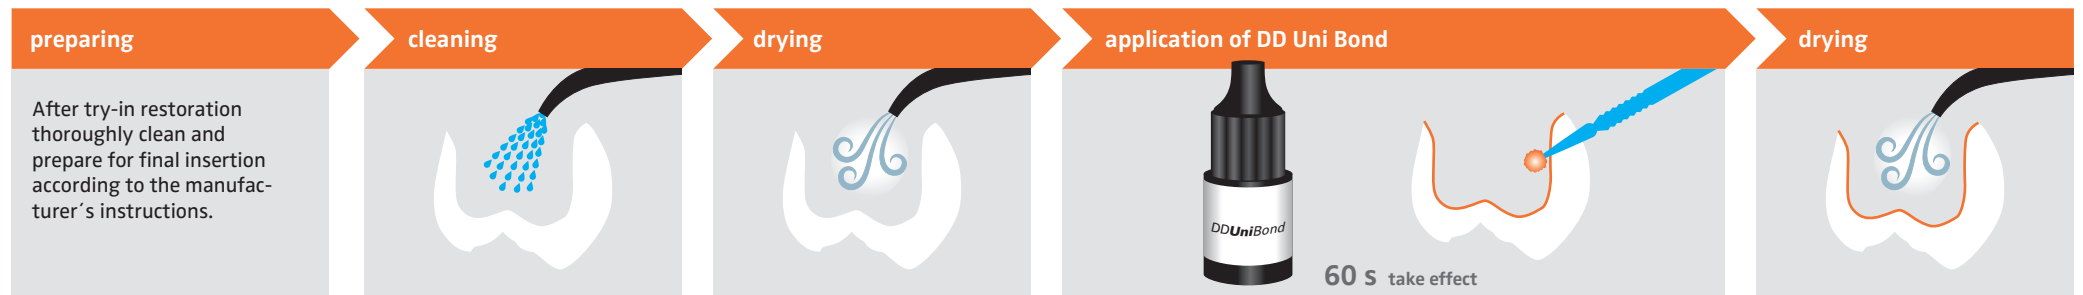 preparing
After try-in restoration
thoroughly clean and
prepare for final insertion
according to the manufac-
turer´s instructions.
cleaning
drying
application of DD Uni Bond
DDUniBond
60 s take effect
drying